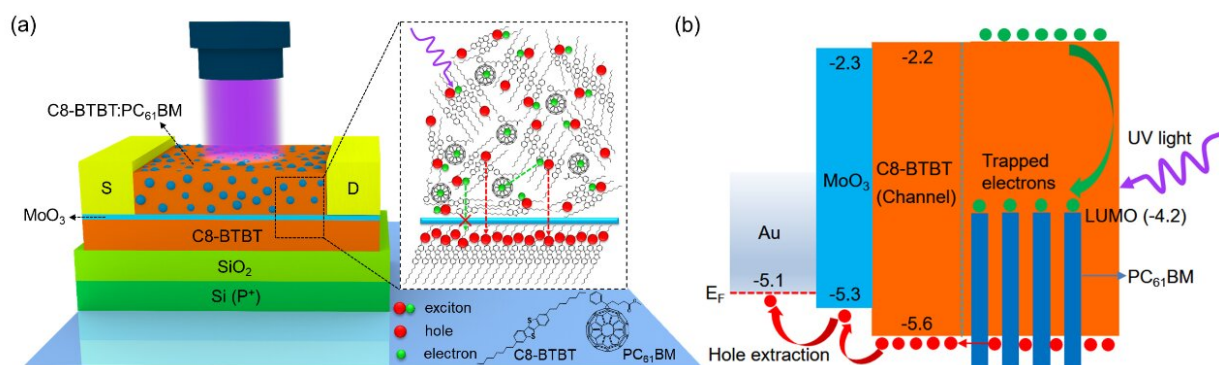 (a)
C8-BTBT:PC₆₁BM
S
D
MoO₃
C8-BTBT
SiO₂
Si (P⁺)
exciton
hole
electron
C8-BTBT
PC₆₁BM
(b)
-2.3
-2.2
UV light
MoO₃
C8-BTBT
(Channel)
Trapped
electrons
LUMO (-4.2)
Au
PC₆₁BM
-5.1
E_F
-5.3
-5.6
Hole extraction